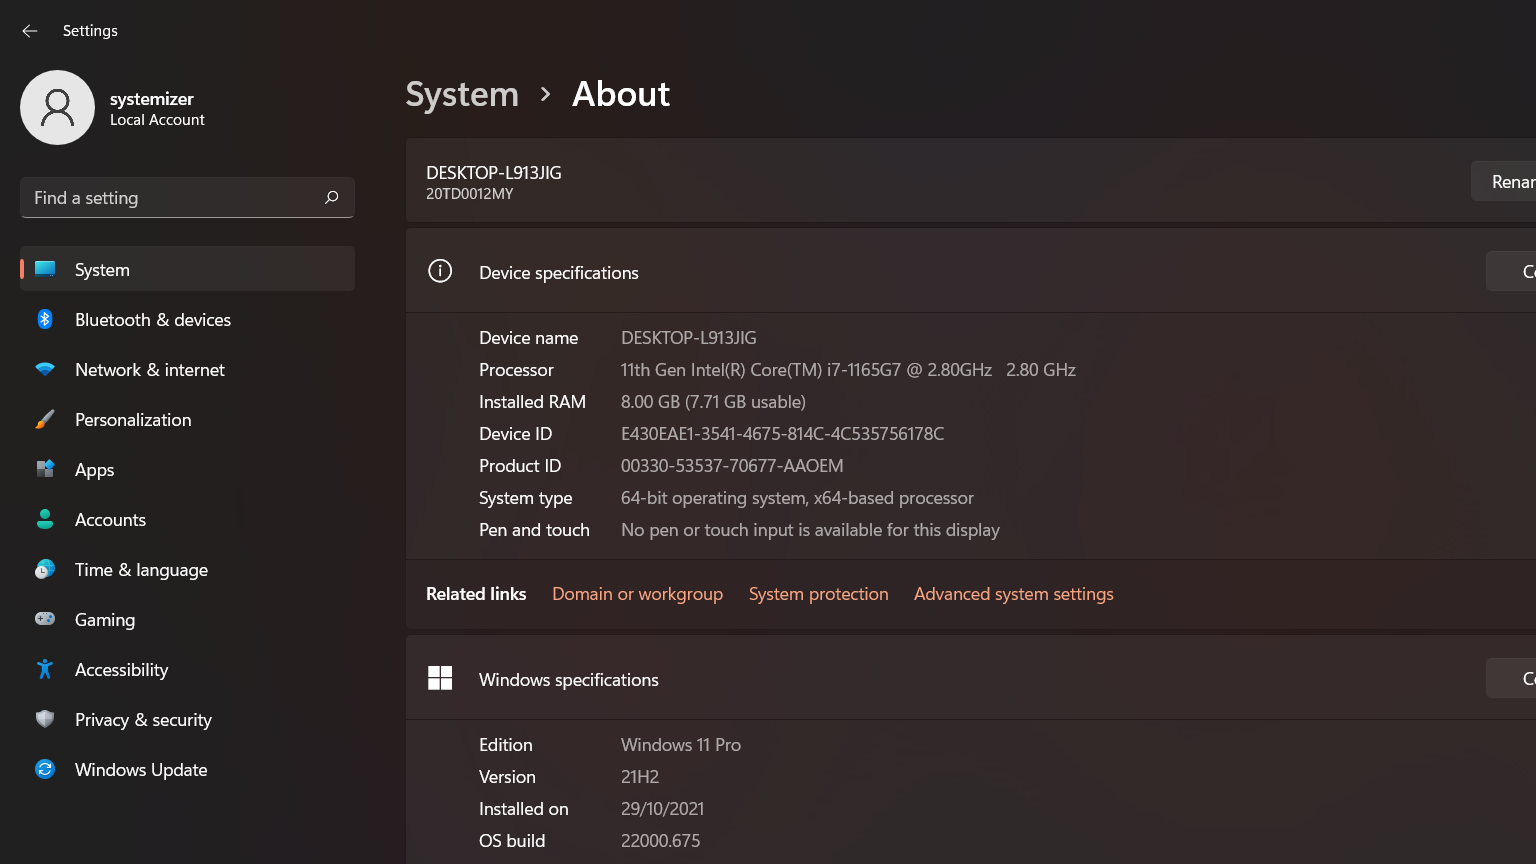 Settings
systemizer
Local Account
Find a setting
System
Bluetooth & devices
Network & internet
Personalization
Apps
Accounts
Time & language
Gaming
Accessibility
Privacy & security
Windows Update
System > About
DESKTOP-L913JIG
20TD0012MY
Renar
Device specifications
Co
Device name DESKTOP-L913JIG
Processor 11th Gen Intel(R) Core(TM) i7-1165G7 @ 2.80GHz 2.80 GHz
Installed RAM 8.00 GB (7.71 GB usable)
Device ID E430EAE1-3541-4675-814C-4C535756178C
Product ID 00330-53537-70677-AAOEM
System type 64-bit operating system, x64-based processor
Pen and touch No pen or touch input is available for this display
Related links Domain or workgroup System protection Advanced system settings
Windows specifications
Co
Edition Windows 11 Pro
Version 21H2
Installed on 29/10/2021
OS build 22000.675